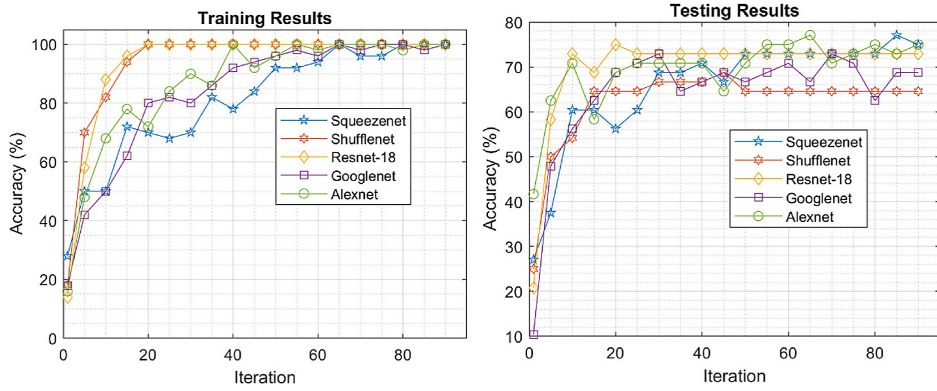 Training Results
100
80
60
40
20
0
0
20
40
60
80
Accuracy (%)
Iteration
Squeezenet
Shufflenet
Resnet-18
Googlenet
Alexnet
Testing Results
80
70
60
50
40
30
20
10
0
20
40
60
80
Accuracy (%)
Iteration
Squeezenet
Shufflenet
Resnet-18
Googlenet
Alexnet